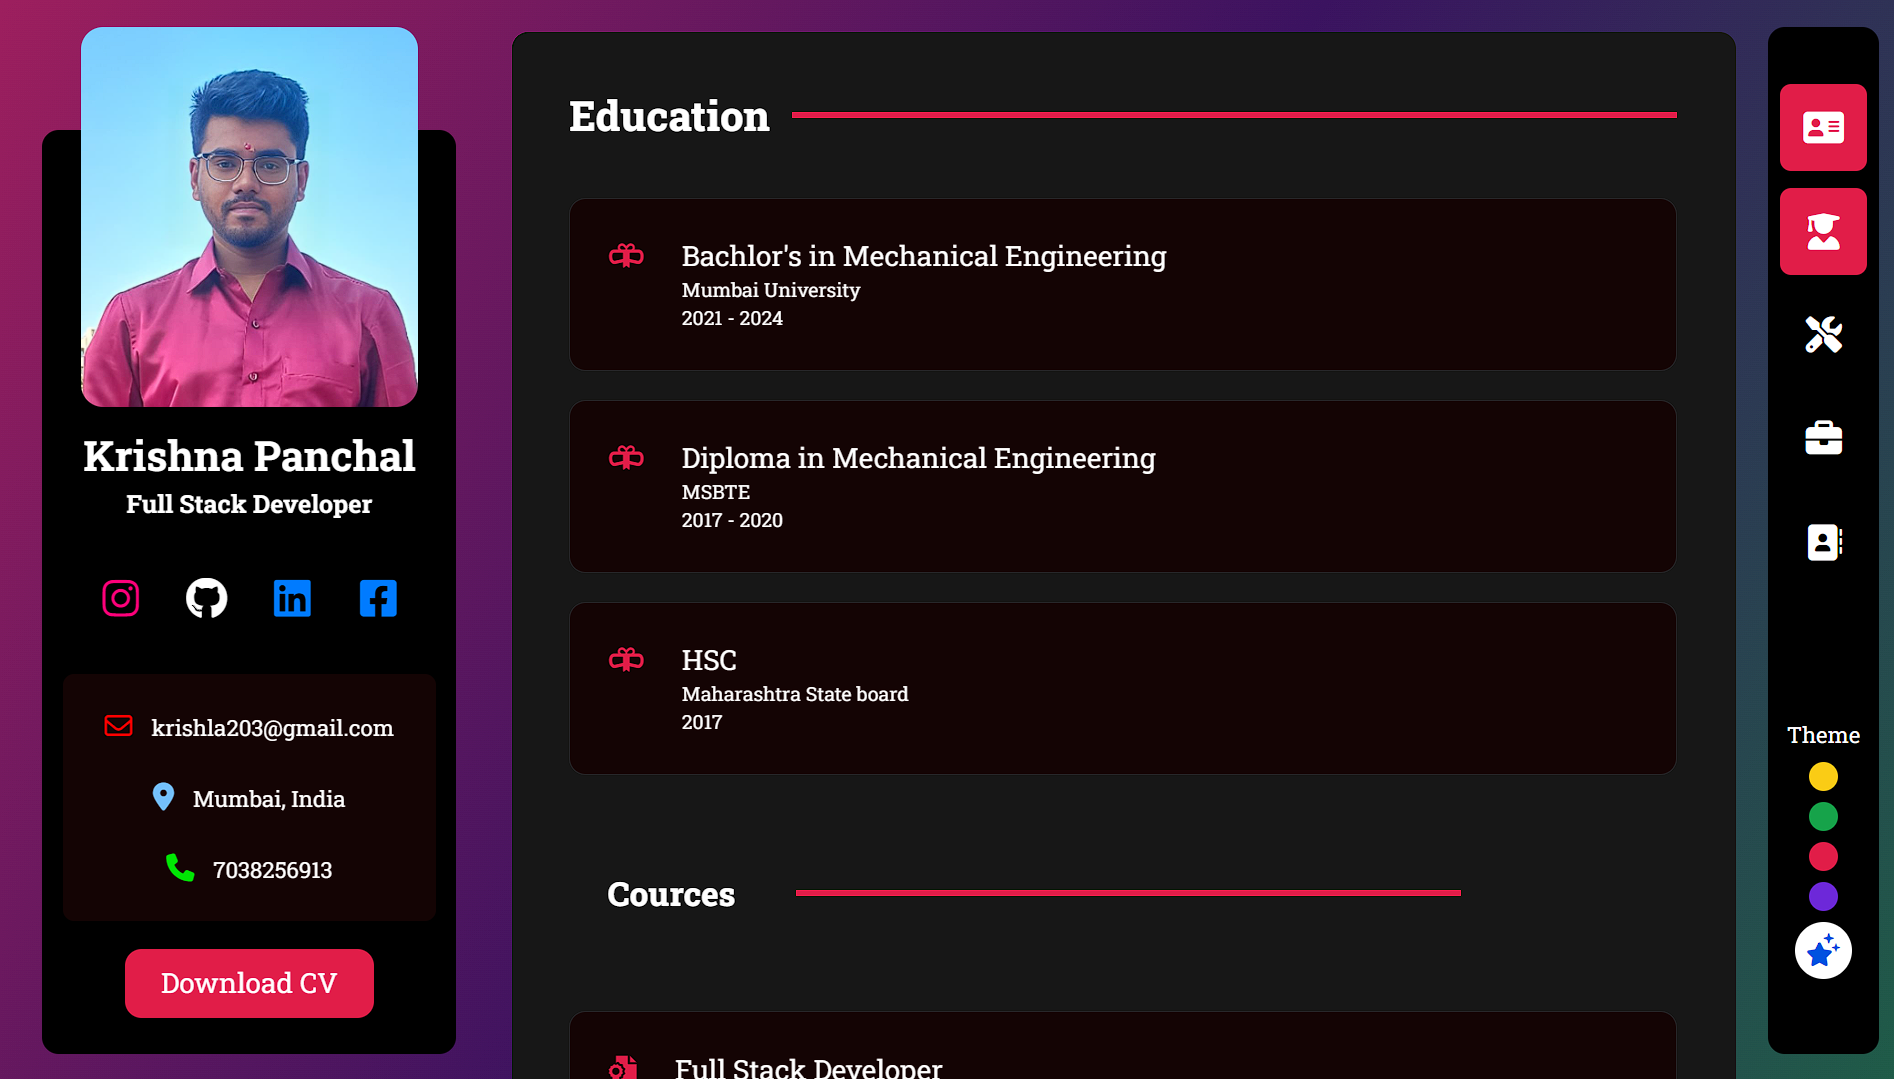 Krishna Panchal
Full Stack Developer
krishla203@gmail.com
Mumbai, India
7038256913
Download CV
Education
Bachlor's in Mechanical Engineering
Mumbai University
2021 - 2024
Diploma in Mechanical Engineering
MSBTE
2017 - 2020
HSC
Maharashtra State board
2017
Cources
Full Stack Developer
Theme